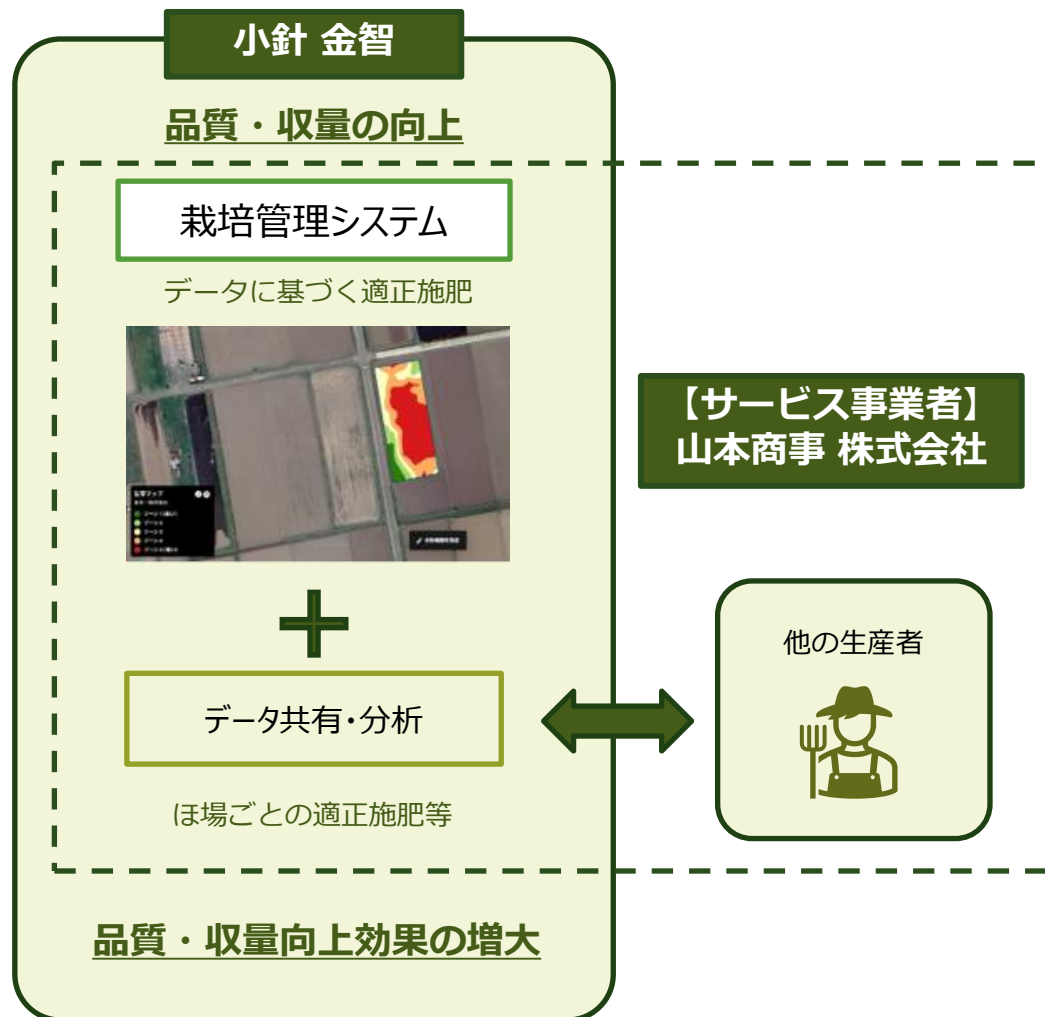 小針 金智
品質・収量の向上
栽培管理システム
データに基づく適正施肥
【サービス事業者】
山本商事 株式会社
他の生産者
データ共有・分析
ほ場ごとの適正施肥等
品質・収量向上効果の増大